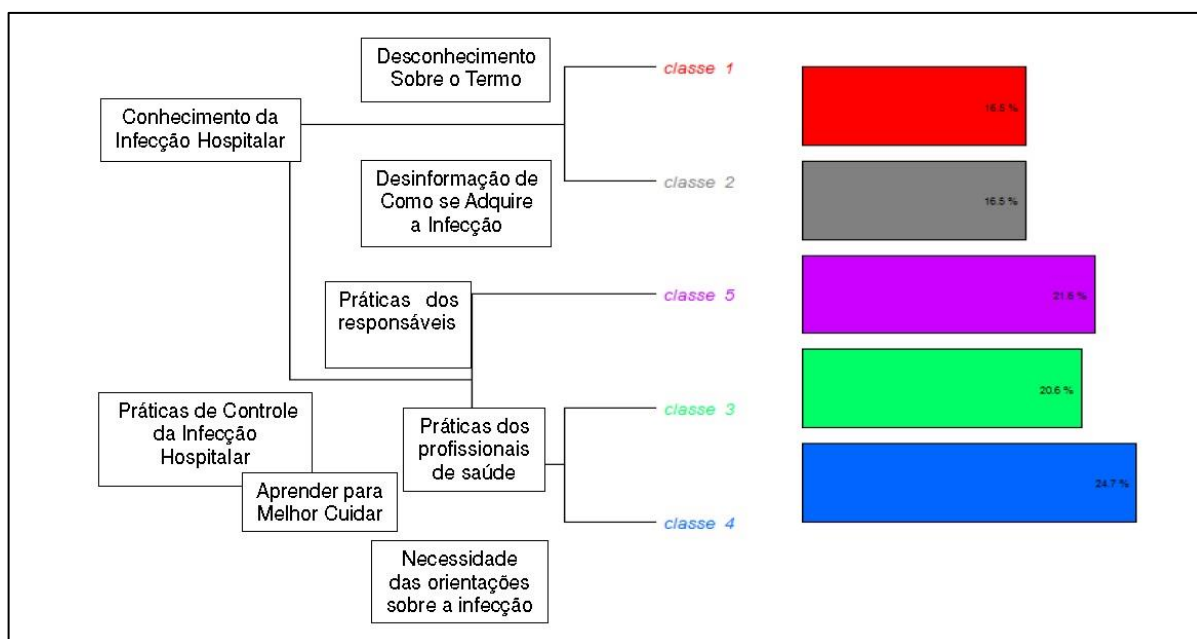 Desconhecimento
Sobre o Termo
classe 1
16.5 %
Conhecimento da
Infecção Hospitalar
Desinformação de
Como se Adquire
a Infecção
classe 2
16.5 %
Práticas dos
responsáveis
classe 5
21.6 %
Práticas de Controle
da Infecção
Hospitalar
Práticas dos
profissionais
de saúde
classe 3
20.6 %
Aprender para
Melhor Cuidar
classe 4
24.7 %
Necessidade
das orientações
sobre a infecção